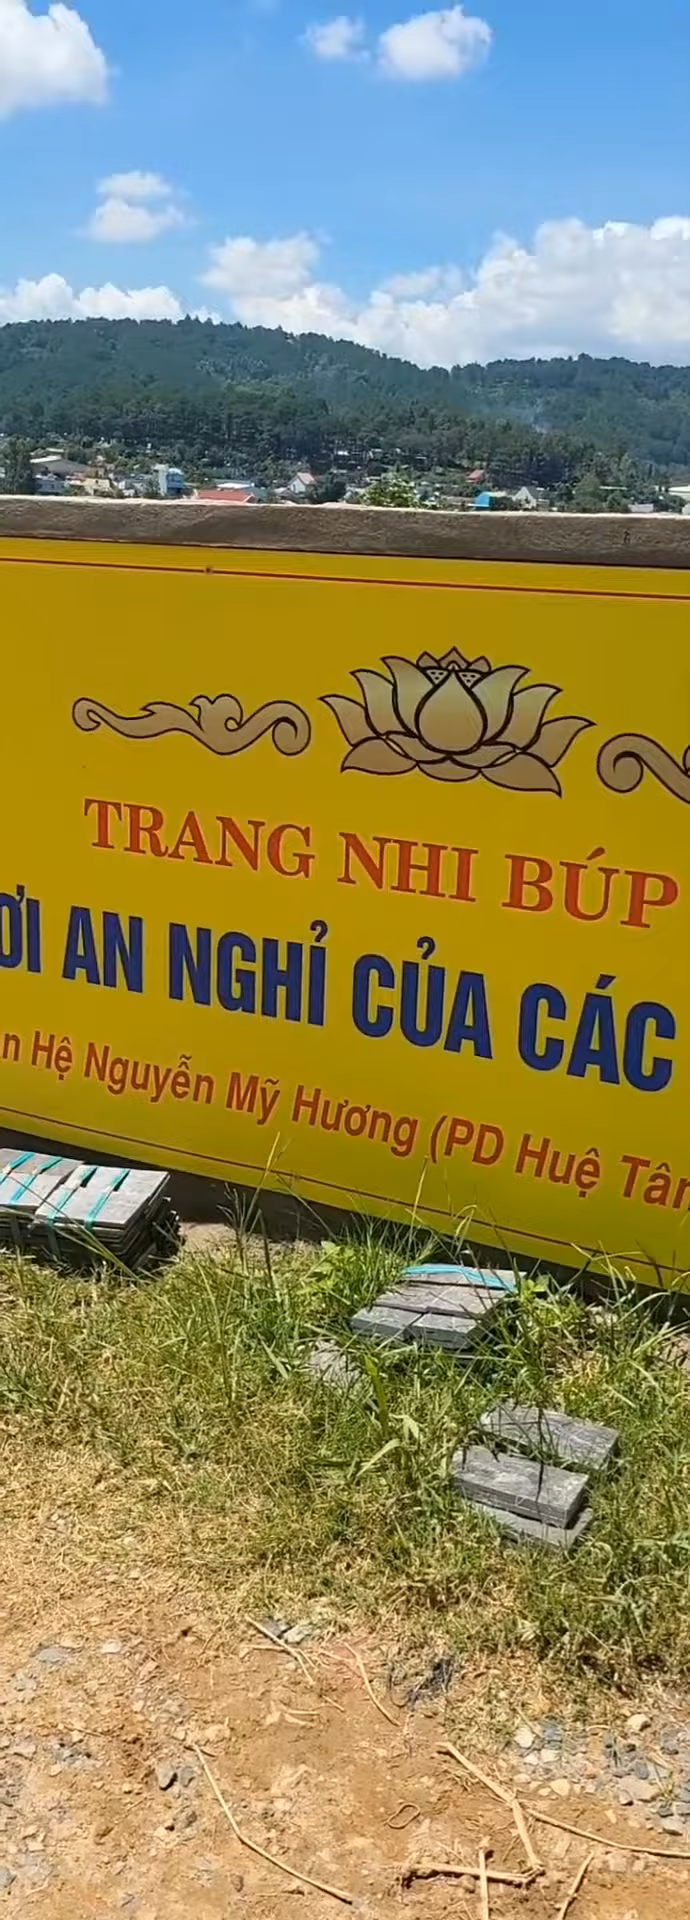 TRANG NHI BÚP
ƠI AN NGHỈ CỦA CÁC
n Hệ Nguyễn Mỹ Hương (PD Huệ Tân